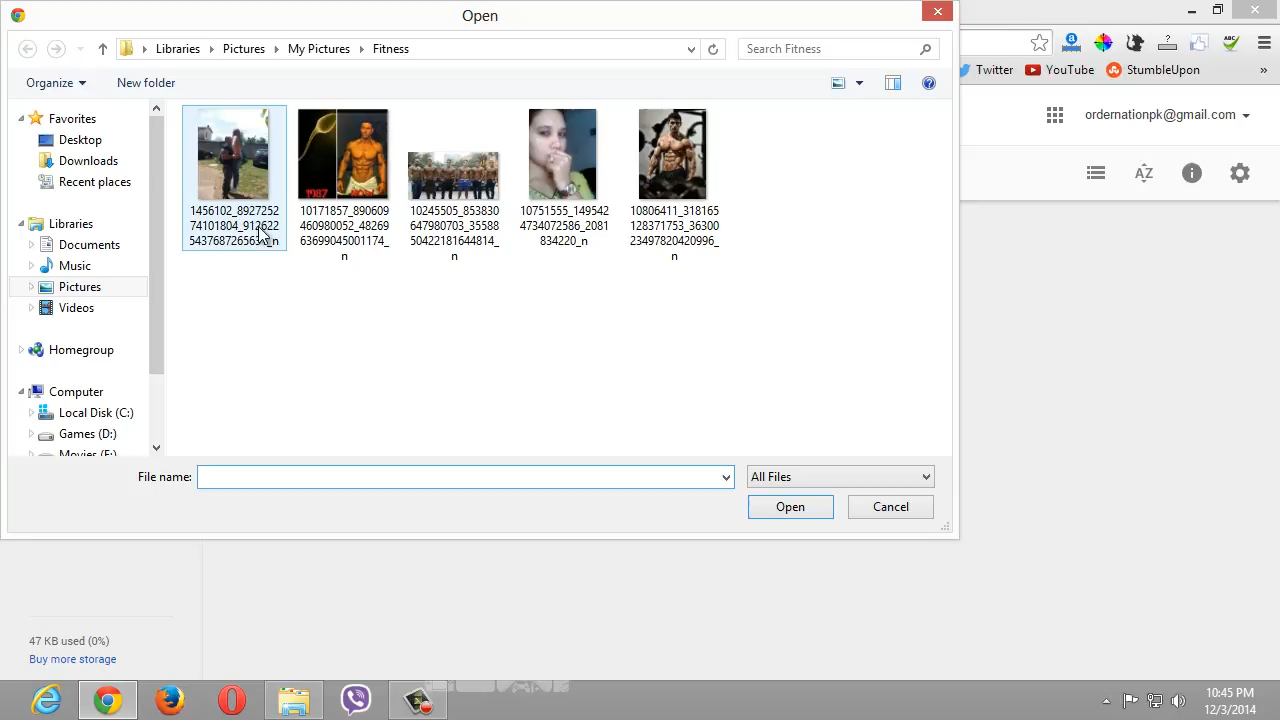 Open
Libraries
Pictures
My Pictures
Fitness
Search Fitness
Organize
New folder
Twitter
YouTube
StumbleUpon
»
ordernationpk@gmail.com
Favorites
Desktop
Downloads
Recent places
Libraries
Documents
Music
Pictures
Videos
Homegroup
Computer
Local Disk (C:)
Games (D:)
1987
10171857_890609
460980052_48269
63699045001174_
n
10245505_853830
647980703_35588
50422181644814_
n
10751555_149542
4734072586_2081
834220_n
10806411_318165
128371753_36300
23497820420996_
n
1456102_8927252
File name:
All Files
Open
Cancel
47 KB used (0%)
Buy more storage
10:45 PM
12/3/2014